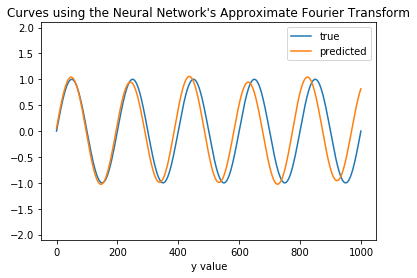 Curves using the Neural Network's Approximate Fourier Transform
true
predicted
2.0
1.5
1.0
0.5
0.0
-0.5
-1.0
-1.5
-2.0
0 200 400 600 800 1000
y value